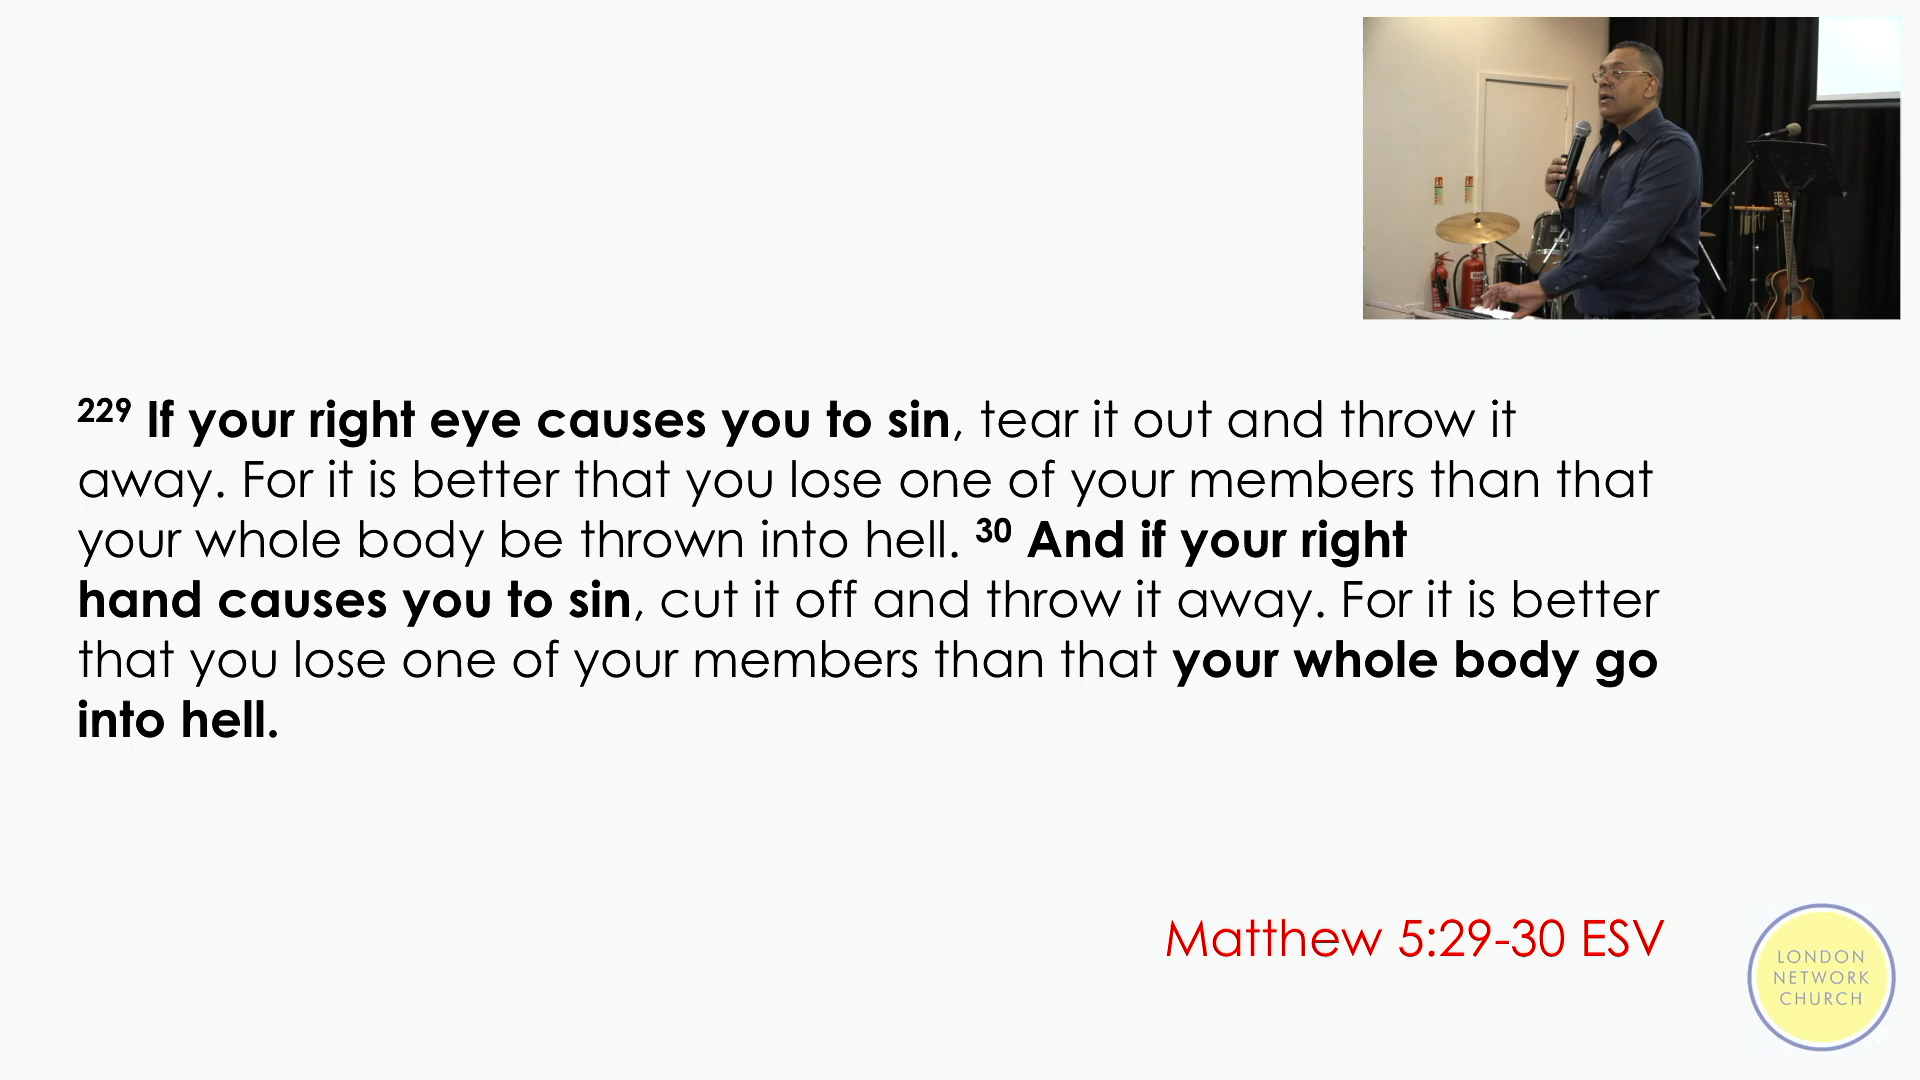 229 If your right eye causes you to sin, tear it out and throw it
away. For it is better that you lose one of your members than that
your whole body be thrown into hell. 30 And if your right
hand causes you to sin, cut it off and throw it away. For it is better
that you lose one of your members than that your whole body go
into hell.
Matthew 5:29-30 ESV
LONDON
NETWORK
CHURCH